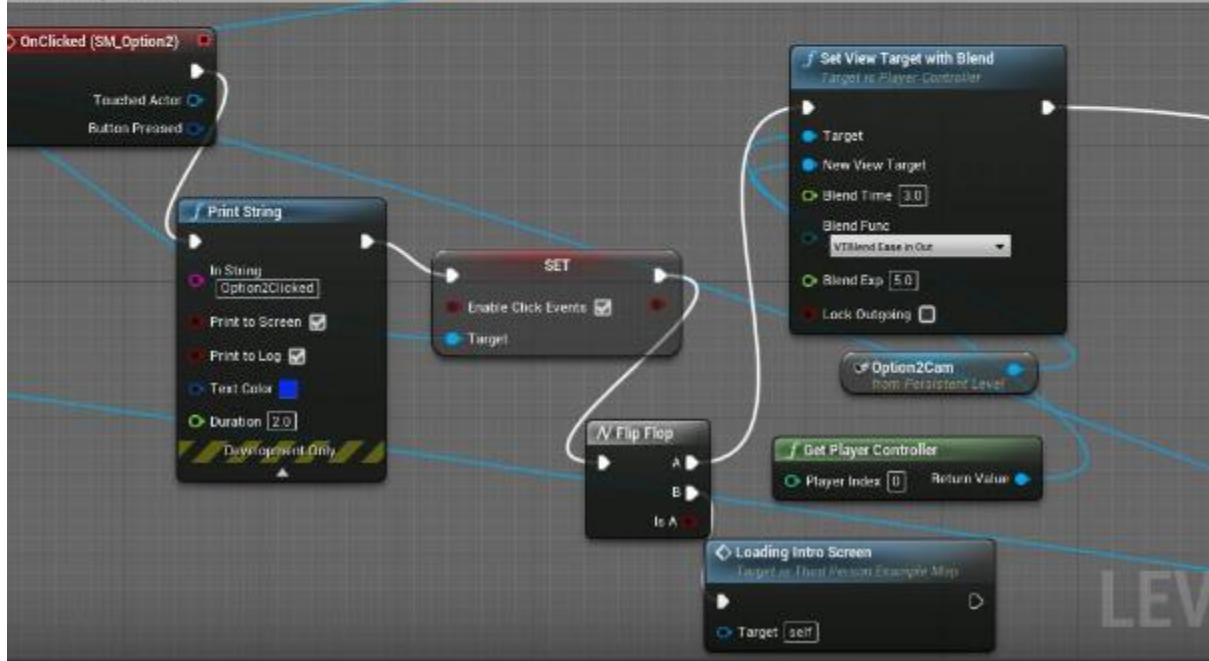 OnClicked (SM_Option2)
Touched Actor
Button Pressed
Print String
In String
Option2Clicked
Print to Screen
Print to Log
Text Color
Duration 2.0
Development Only
SET
Enable Click Events
Target
Flip Flop
A
B
Is A
Set View Target with Blend
Target is Player Controller
Target
New View Target
Blend Time 3.0
Blend Func
VTBlend Ease in Out
Blend Exp 5.0
Lock Outgoing
Option2Cam
from Persistent Level
Get Player Controller
Player Index 0 Return Value
Loading Intro Screen
Target is Third Person Example Map
Target self
LEV